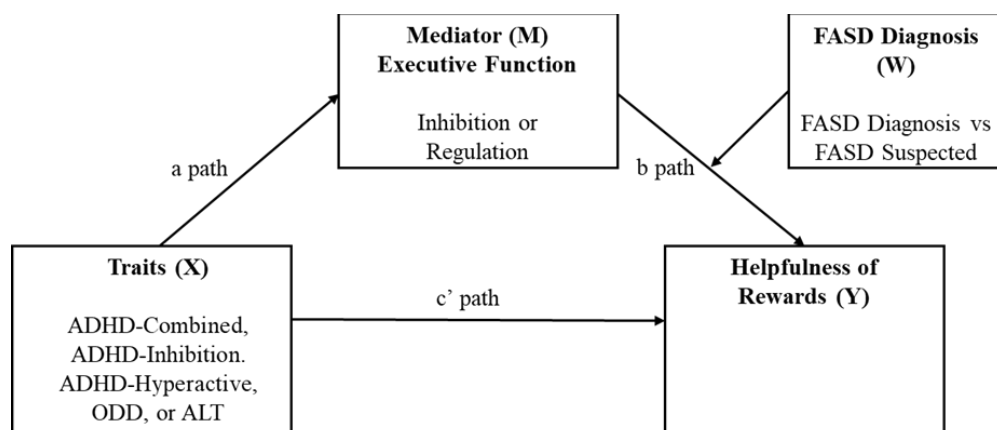 Mediator (M)
Executive Function
Inhibition or
Regulation
FASD Diagnosis
(W)
FASD Diagnosis vs
FASD Suspected
a path
b path
Traits (X)
ADHD-Combined,
ADHD-Inhibition.
ADHD-Hyperactive,
ODD, or ALT
c’ path
Helpfulness of
Rewards (Y)